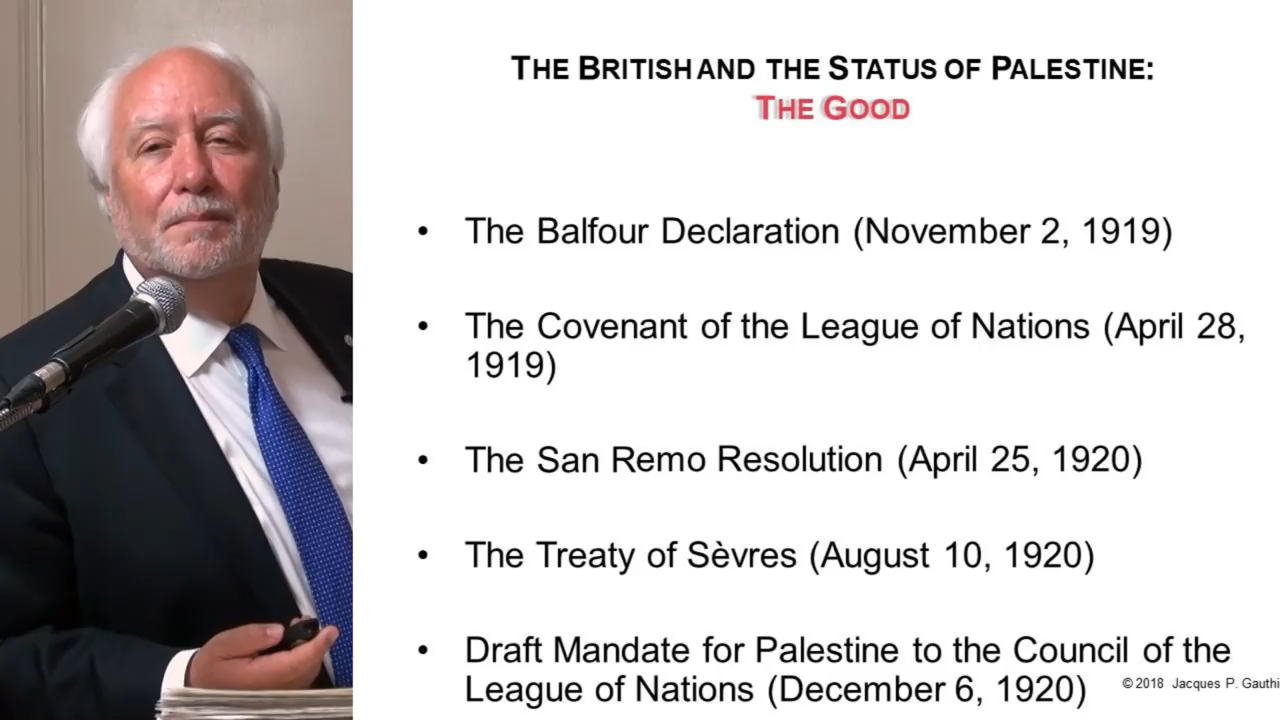 THE BRITISH AND THE STATUS OF PALESTINE:
THE GOOD
• The Balfour Declaration (November 2, 1919)
• The Covenant of the League of Nations (April 28,
1919)
• The San Remo Resolution (April 25, 1920)
• The Treaty of Sèvres (August 10, 1920)
• Draft Mandate for Palestine to the Council of the
League of Nations (December 6, 1920)
© 2018 Jacques P. Gauthi